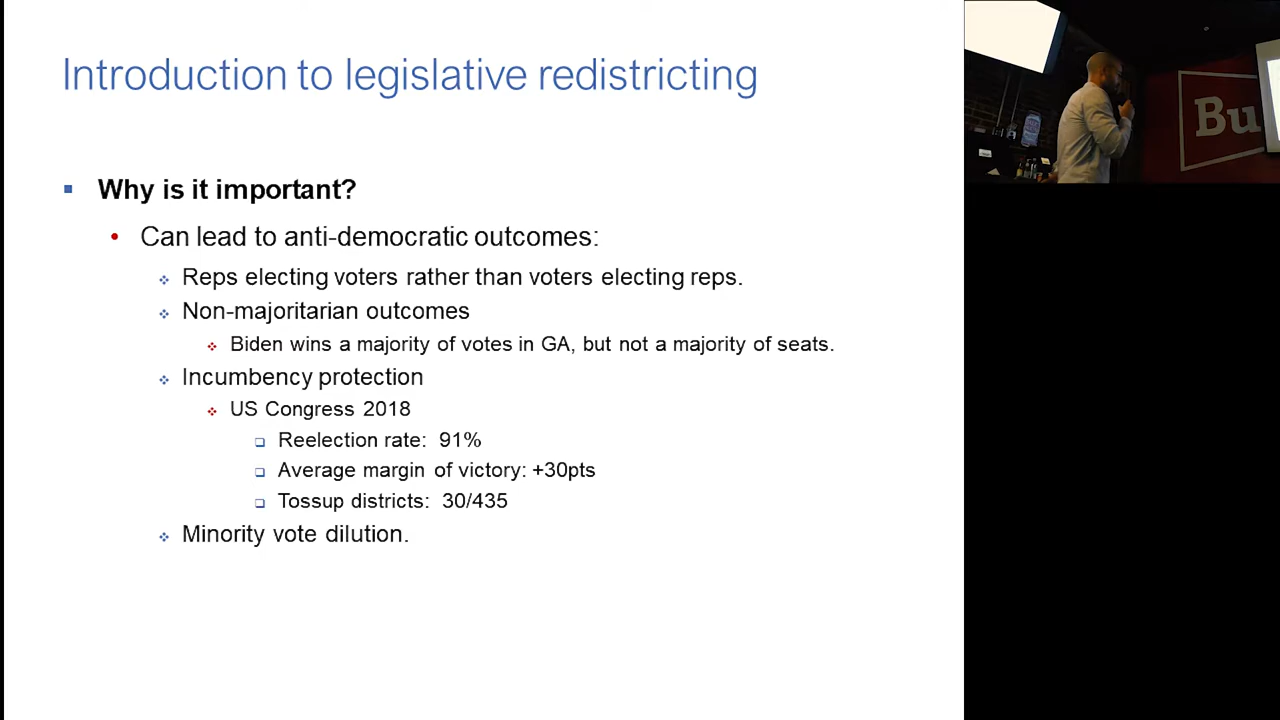 Introduction to legislative redistricting
Why is it important?
Can lead to anti-democratic outcomes:
Reps electing voters rather than voters electing reps.
Non-majoritarian outcomes
Biden wins a majority of votes in GA, but not a majority of seats.
Incumbency protection
US Congress 2018
Reelection rate: 91%
Average margin of victory: +30pts
Tossup districts: 30/435
Minority vote dilution.
Bu